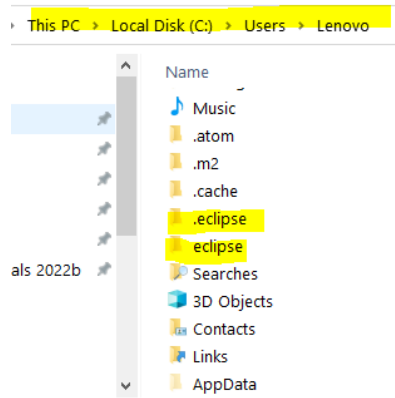 This PC > Local Disk (C:) > Users > Lenovo
Name
Music
.atom
.m2
.cache
.eclipse
eclipse
als 2022b
Searches
3D Objects
Contacts
Links
AppData